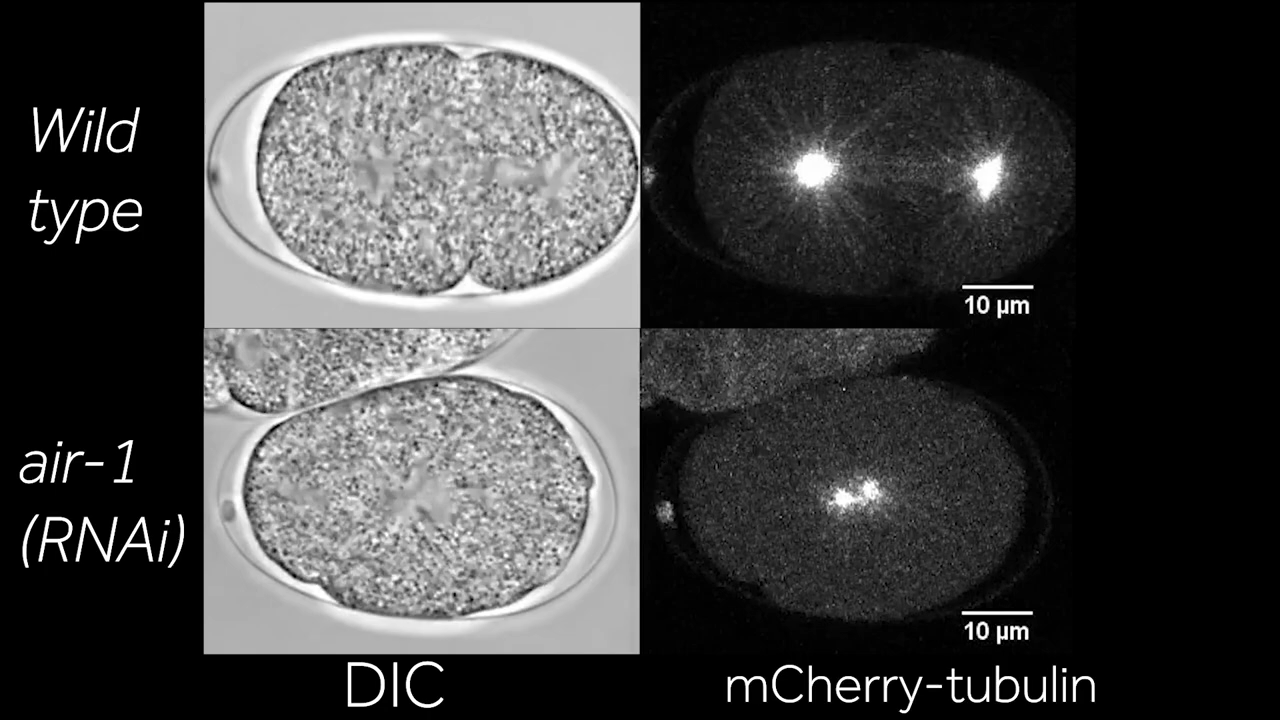 Wild
type
10 µm
air-1
(RNAi)
10 µm
DIC
mCherry-tubulin